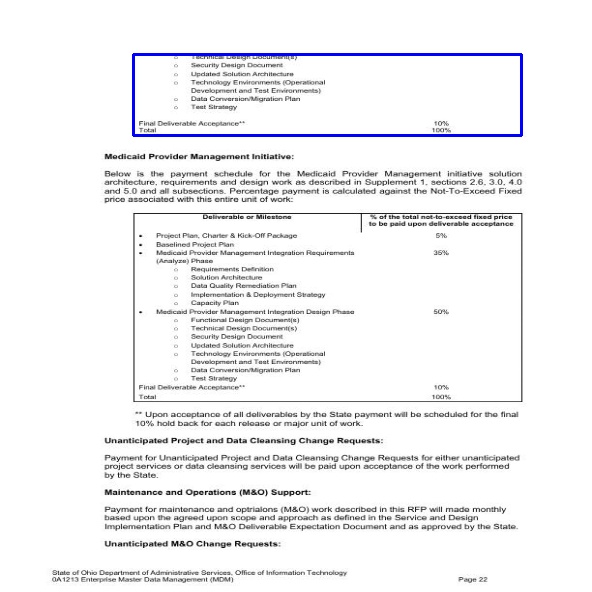 o Technical Design Document(s)
o Security Design Document
o Updated Solution Architecture
o Technology Environments (Operational
Development and Test Environments)
o Data Conversion/Migration Plan
o Test Strategy
Final Deliverable Acceptance** 10%
Total 100%
Medicaid Provider Management Initiative:
Below is the payment schedule for the Medicaid Provider Management initiative solution
architecture, requirements and design work as described in Supplement 1, sections 2.6, 3.0, 4.0
and 5.0 and all subsections. Percentage payment is calculated against the Not-To-Exceed Fixed
price associated with this entire unit of work:
Deliverable or Milestone % of the total not-to-exceed fixed price
to be paid upon deliverable acceptance
• Project Plan, Charter & Kick-Off Package 5%
• Baselined Project Plan
• Medicaid Provider Management Integration Requirements 35%
(Analyze) Phase
o Requirements Definition
o Solution Architecture
o Data Quality Remediation Plan
o Implementation & Deployment Strategy
o Capacity Plan
• Medicaid Provider Management Integration Design Phase 50%
o Functional Design Document(s)
o Technical Design Document(s)
o Security Design Document
o Updated Solution Architecture
o Technology Environments (Operational
Development and Test Environments)
o Data Conversion/Migration Plan
o Test Strategy
Final Deliverable Acceptance** 10%
Total 100%
** Upon acceptance of all deliverables by the State payment will be scheduled for the final
10% hold back for each release or major unit of work.
Unanticipated Project and Data Cleansing Change Requests:
Payment for Unanticipated Project and Data Cleansing Change Requests for either unanticipated
project services or data cleansing services will be paid upon acceptance of the work performed
by the State.
Maintenance and Operations (M&O) Support:
Payment for maintenance and optrialons (M&O) work described in this RFP will made monthly
based upon the agreed upon scope and approach as defined in the Service and Design
Implementation Plan and M&O Deliverable Expectation Document and as approved by the State.
Unanticipated M&O Change Requests:
State of Ohio Department of Administrative Services, Office of Information Technology
0A1213 Enterprise Master Data Management (MDM) Page 22